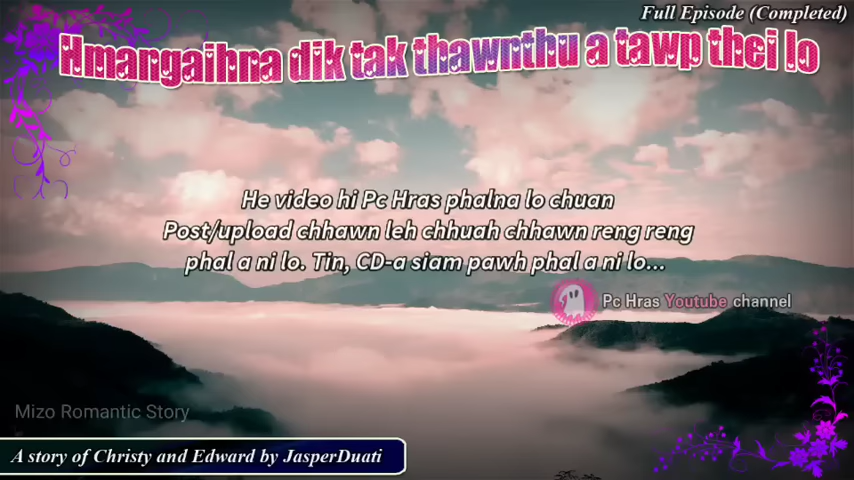 Full Episode (Completed)
Hmangaihna dik tak thawnthu a tawp thei lo
He video hi Pc Hras phalna lo chuan
Post/upload chhawn leh chhuah chhawn reng reng
phal a ni lo. Tin, CD-a siam pawh phal a ni lo...
Pc Hras Youtube channel
Mizo Romantic Story
A story of Christy and Edward by JasperDuati